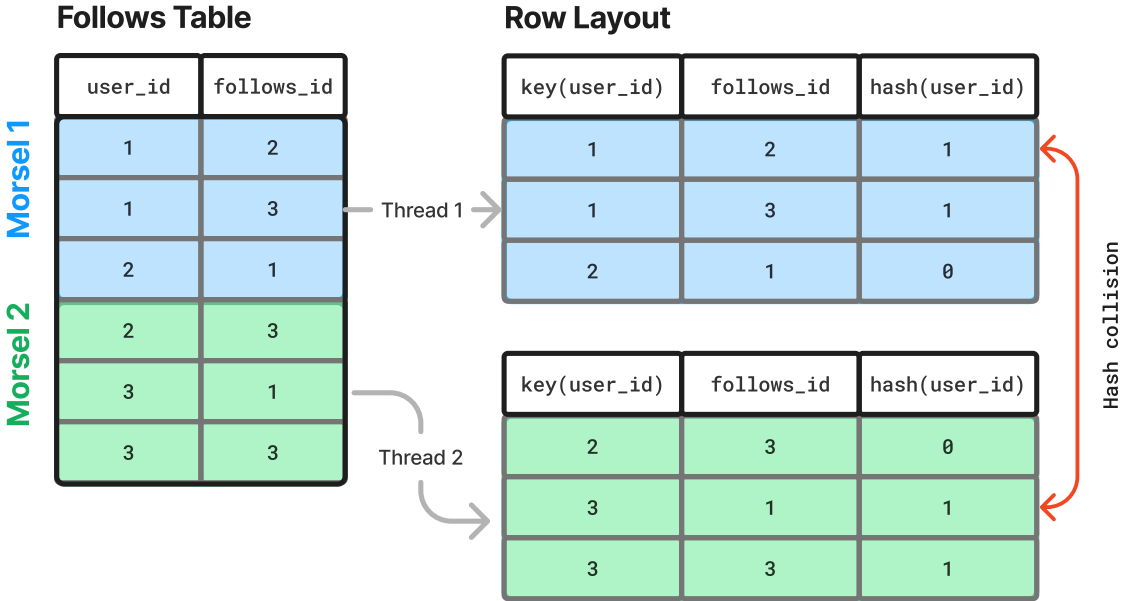 Follows Table
user_id follows_id
Morsel 1
1 2
1 3
2 1
Morsel 2
2 3
3 1
3 3
Thread 1
Thread 2
Row Layout
key(user_id) follows_id hash(user_id)
1 2 1
1 3 1
2 1 0
key(user_id) follows_id hash(user_id)
2 3 0
3 1 1
3 3 1
Hash collision